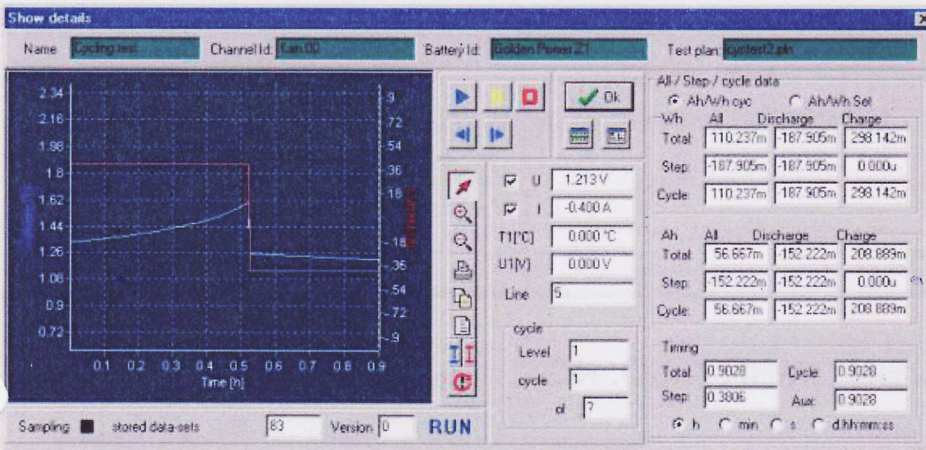 Show details
Name Cycling test Channel Id: Kan 00 Battery Id: Golden Power Z1 Test plan: cyctest2.pln
2.34
2.16
1.98
1.8
1.62
1.44
1.26
1.08
0.9
0.72
.9
.72
.54
.36
.18
-.18
-.36
-.54
-.72
-.9
0.1 0.2 0.3 0.4 0.5 0.6 0.7 0.8 0.9
Time [h]
Ok
U 1.213 V
I -0.400 A
T1[°C] 0.000 °C
U1[V] 0.000 V
Line 5
cycle
Level 1
cycle 1
of ?
All / Step / cycle data
Ah/Wh cyc Ah/Wh Set
Wh All Discharge Charge
Total: 110.237m -187.905m 298.142m
Step: -187.905m -187.905m 0.000u
Cycle: 110.237m -187.905m 298.142m
Ah All Discharge Charge
Total: 56.667m -152.222m 208.889m
Step: -152.222m -152.222m 0.000u
Cycle: 56.667m -152.222m 208.889m
Timing
Total: 0.9028 Cycle: 0.9028
Step: 0.3806 Aux: 0.9028
h min s d.hh:mm:ss
Sampling stored data-sets 83 Version 0 RUN